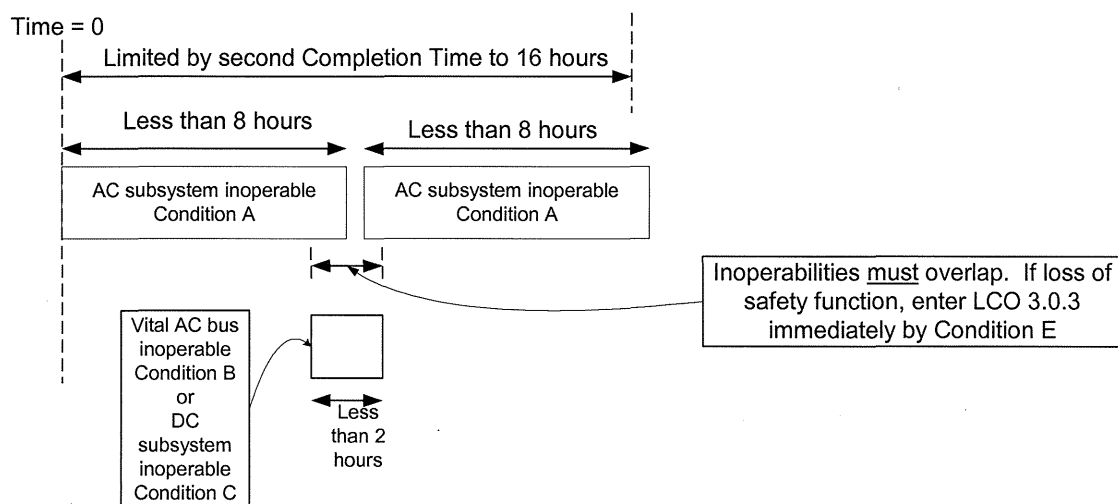 Time = 0
Limited by second Completion Time to 16 hours
Less than 8 hours
Less than 8 hours
AC subsystem inoperable
Condition A
AC subsystem inoperable
Condition A
Inoperabilities must overlap. If loss of
safety function, enter LCO 3.0.3
immediately by Condition E
Vital AC bus
inoperable
Condition B
or
DC
subsystem
inoperable
Condition C
Less
than 2
hours